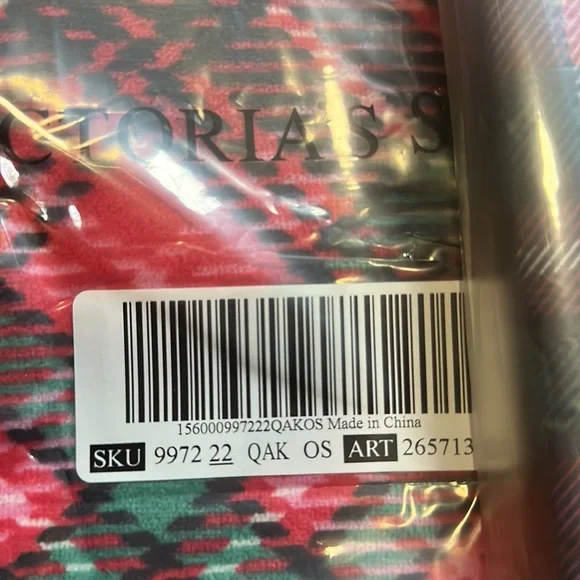 CTORIA'S S
156000997222QAKOS Made in China
SKU 9972 22 QAK OS ART 265713